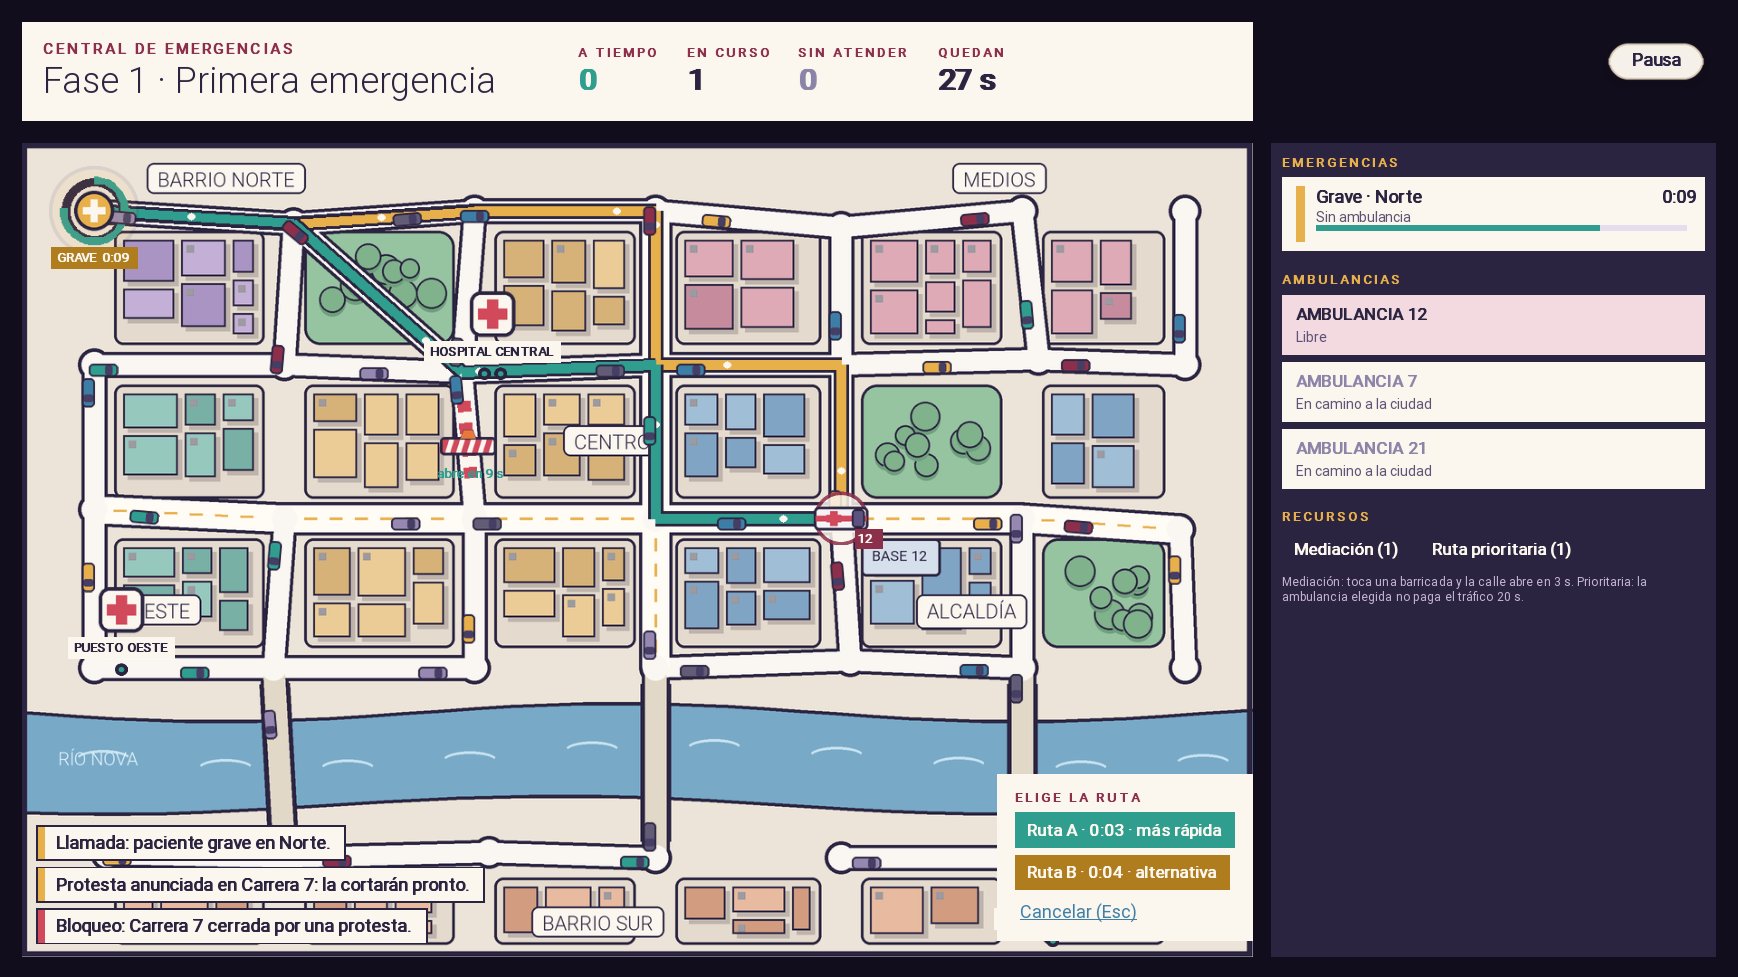 CENTRAL DE EMERGENCIAS
Fase 1 · Primera emergencia
A TIEMPO
0
EN CURSO
1
SIN ATENDER
0
QUEDAN
27 s
Pausa
BARRIO NORTE
MEDIOS
GRAVE 0:09
HOSPITAL CENTRAL
CENTRO
abre en 9 s
12
BASE 12
ESTE
ALCALDÍA
PUESTO OESTE
RÍO NOVA
BARRIO SUR
Llamada: paciente grave en Norte.
Protesta anunciada en Carrera 7: la cortarán pronto.
Bloqueo: Carrera 7 cerrada por una protesta.
ELIGE LA RUTA
Ruta A · 0:03 · más rápida
Ruta B · 0:04 · alternativa
Cancelar (Esc)
EMERGENCIAS
Grave · Norte
0:09
Sin ambulancia
AMBULANCIAS
AMBULANCIA 12
Libre
AMBULANCIA 7
En camino a la ciudad
AMBULANCIA 21
En camino a la ciudad
RECURSOS
Mediación (1)
Ruta prioritaria (1)
Mediación: toca una barricada y la calle abre en 3 s. Prioritaria: la
ambulancia elegida no paga el tráfico 20 s.